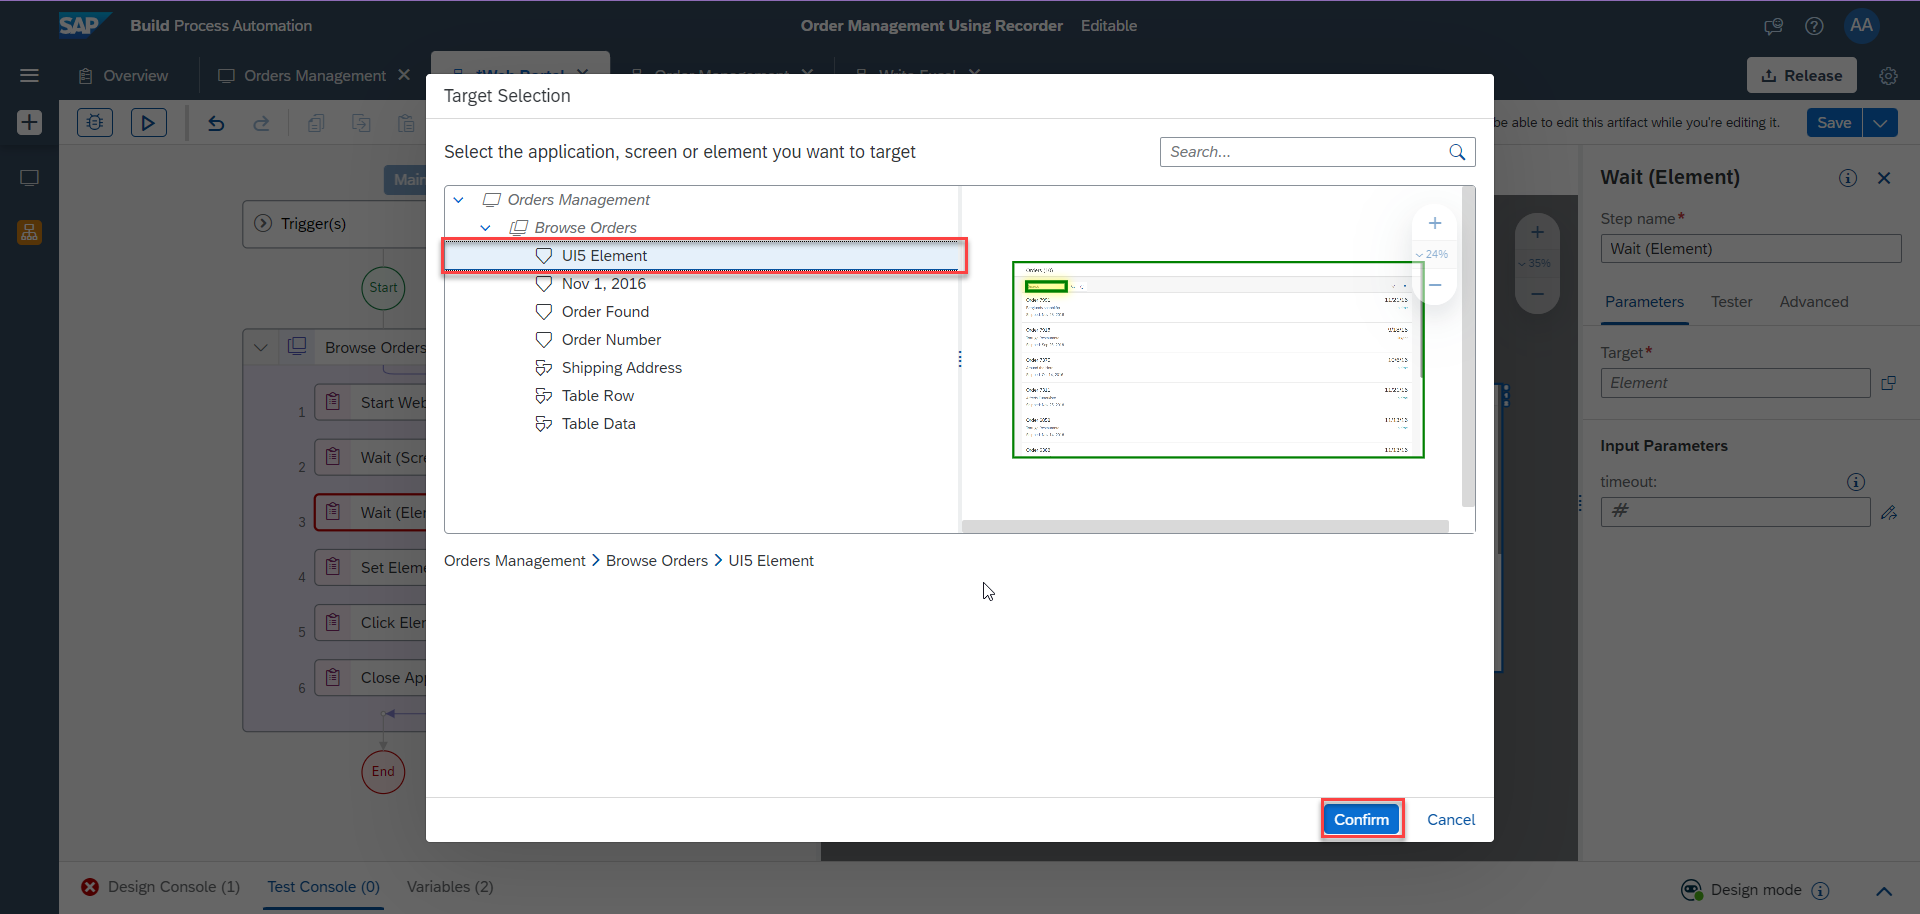 SAP Build Process Automation
Order Management Using Recorder Editable
AA
Overview
Orders Management
Release
Target Selection
be able to edit this artifact while you're editing it.
Save
Select the application, screen or element you want to target
Search...
Main
Trigger(s)
Start
Browse Orders
1 Start Web
2 Wait (Scre
3 Wait (Elem
4 Set Eleme
5 Click Elem
6 Close App
End
Orders Management
Browse Orders
UI5 Element
Nov 1, 2016
Order Found
Order Number
Shipping Address
Table Row
Table Data
24%
35%
Orders Management > Browse Orders > UI5 Element
Confirm
Cancel
Wait (Element)
Step name*
Wait (Element)
Parameters Tester Advanced
Target*
Element
Input Parameters
timeout:
#
Design Console (1)
Test Console (0)
Variables (2)
Design mode